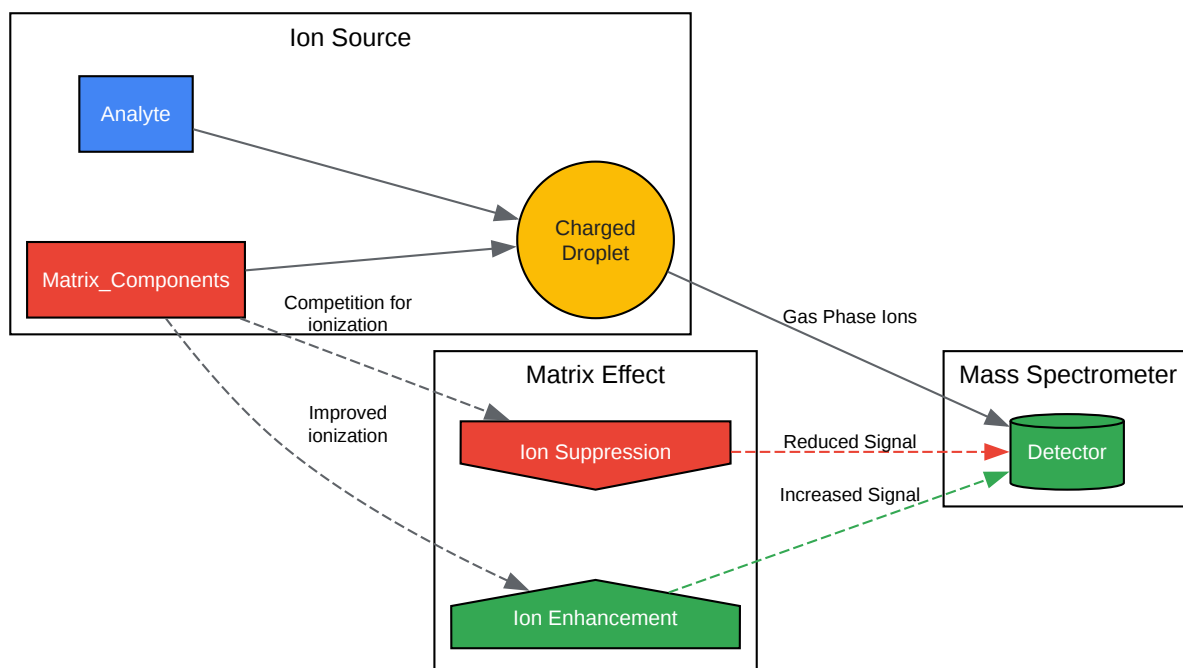 Ion Source
Analyte
Charged
Droplet
Matrix_Components
Competition for
ionization
Gas Phase Ions
Matrix Effect
Mass Spectrometer
Improved
ionization
Ion Suppression
Reduced Signal
Detector
Increased Signal
Ion Enhancement